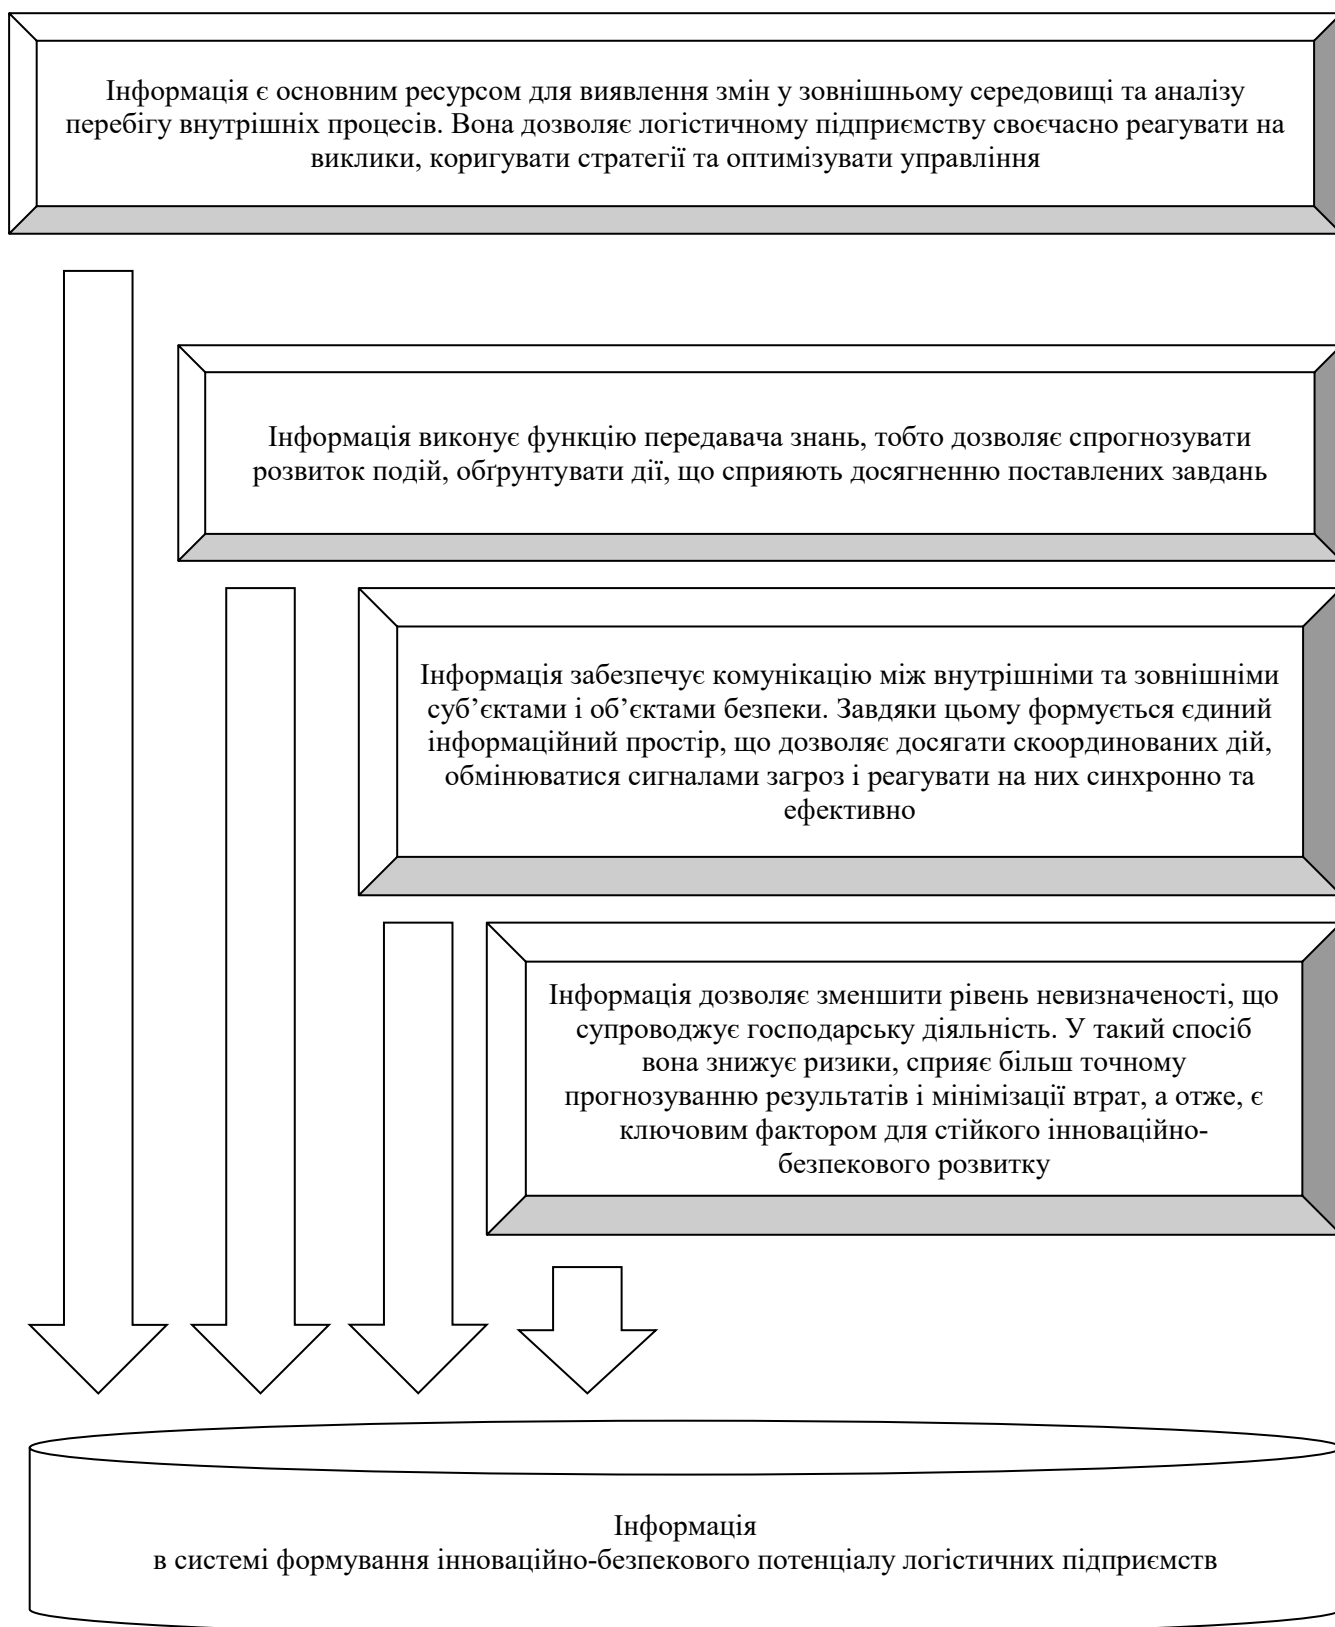 Інформація є основним ресурсом для виявлення змін у зовнішньому середовищі та аналізу
перебігу внутрішніх процесів. Вона дозволяє логістичному підприємству своєчасно реагувати на
виклики, коригувати стратегії та оптимізувати управління
Інформація виконує функцію передавача знань, тобто дозволяє спрогнозувати
розвиток подій, обґрунтувати дії, що сприяють досягненню поставлених завдань
Інформація забезпечує комунікацію між внутрішніми та зовнішніми
суб’єктами і об’єктами безпеки. Завдяки цьому формується єдиний
інформаційний простір, що дозволяє досягати скоординованих дій,
обмінюватися сигналами загроз і реагувати на них синхронно та
ефективно
Інформація дозволяє зменшити рівень невизначеності, що
супроводжує господарську діяльність. У такий спосіб
вона знижує ризики, сприяє більш точному
прогнозуванню результатів і мінімізації втрат, а отже, є
ключовим фактором для стійкого інноваційно-
безпекового розвитку
Інформація
в системі формування інноваційно-безпекового потенціалу логістичних підприємств